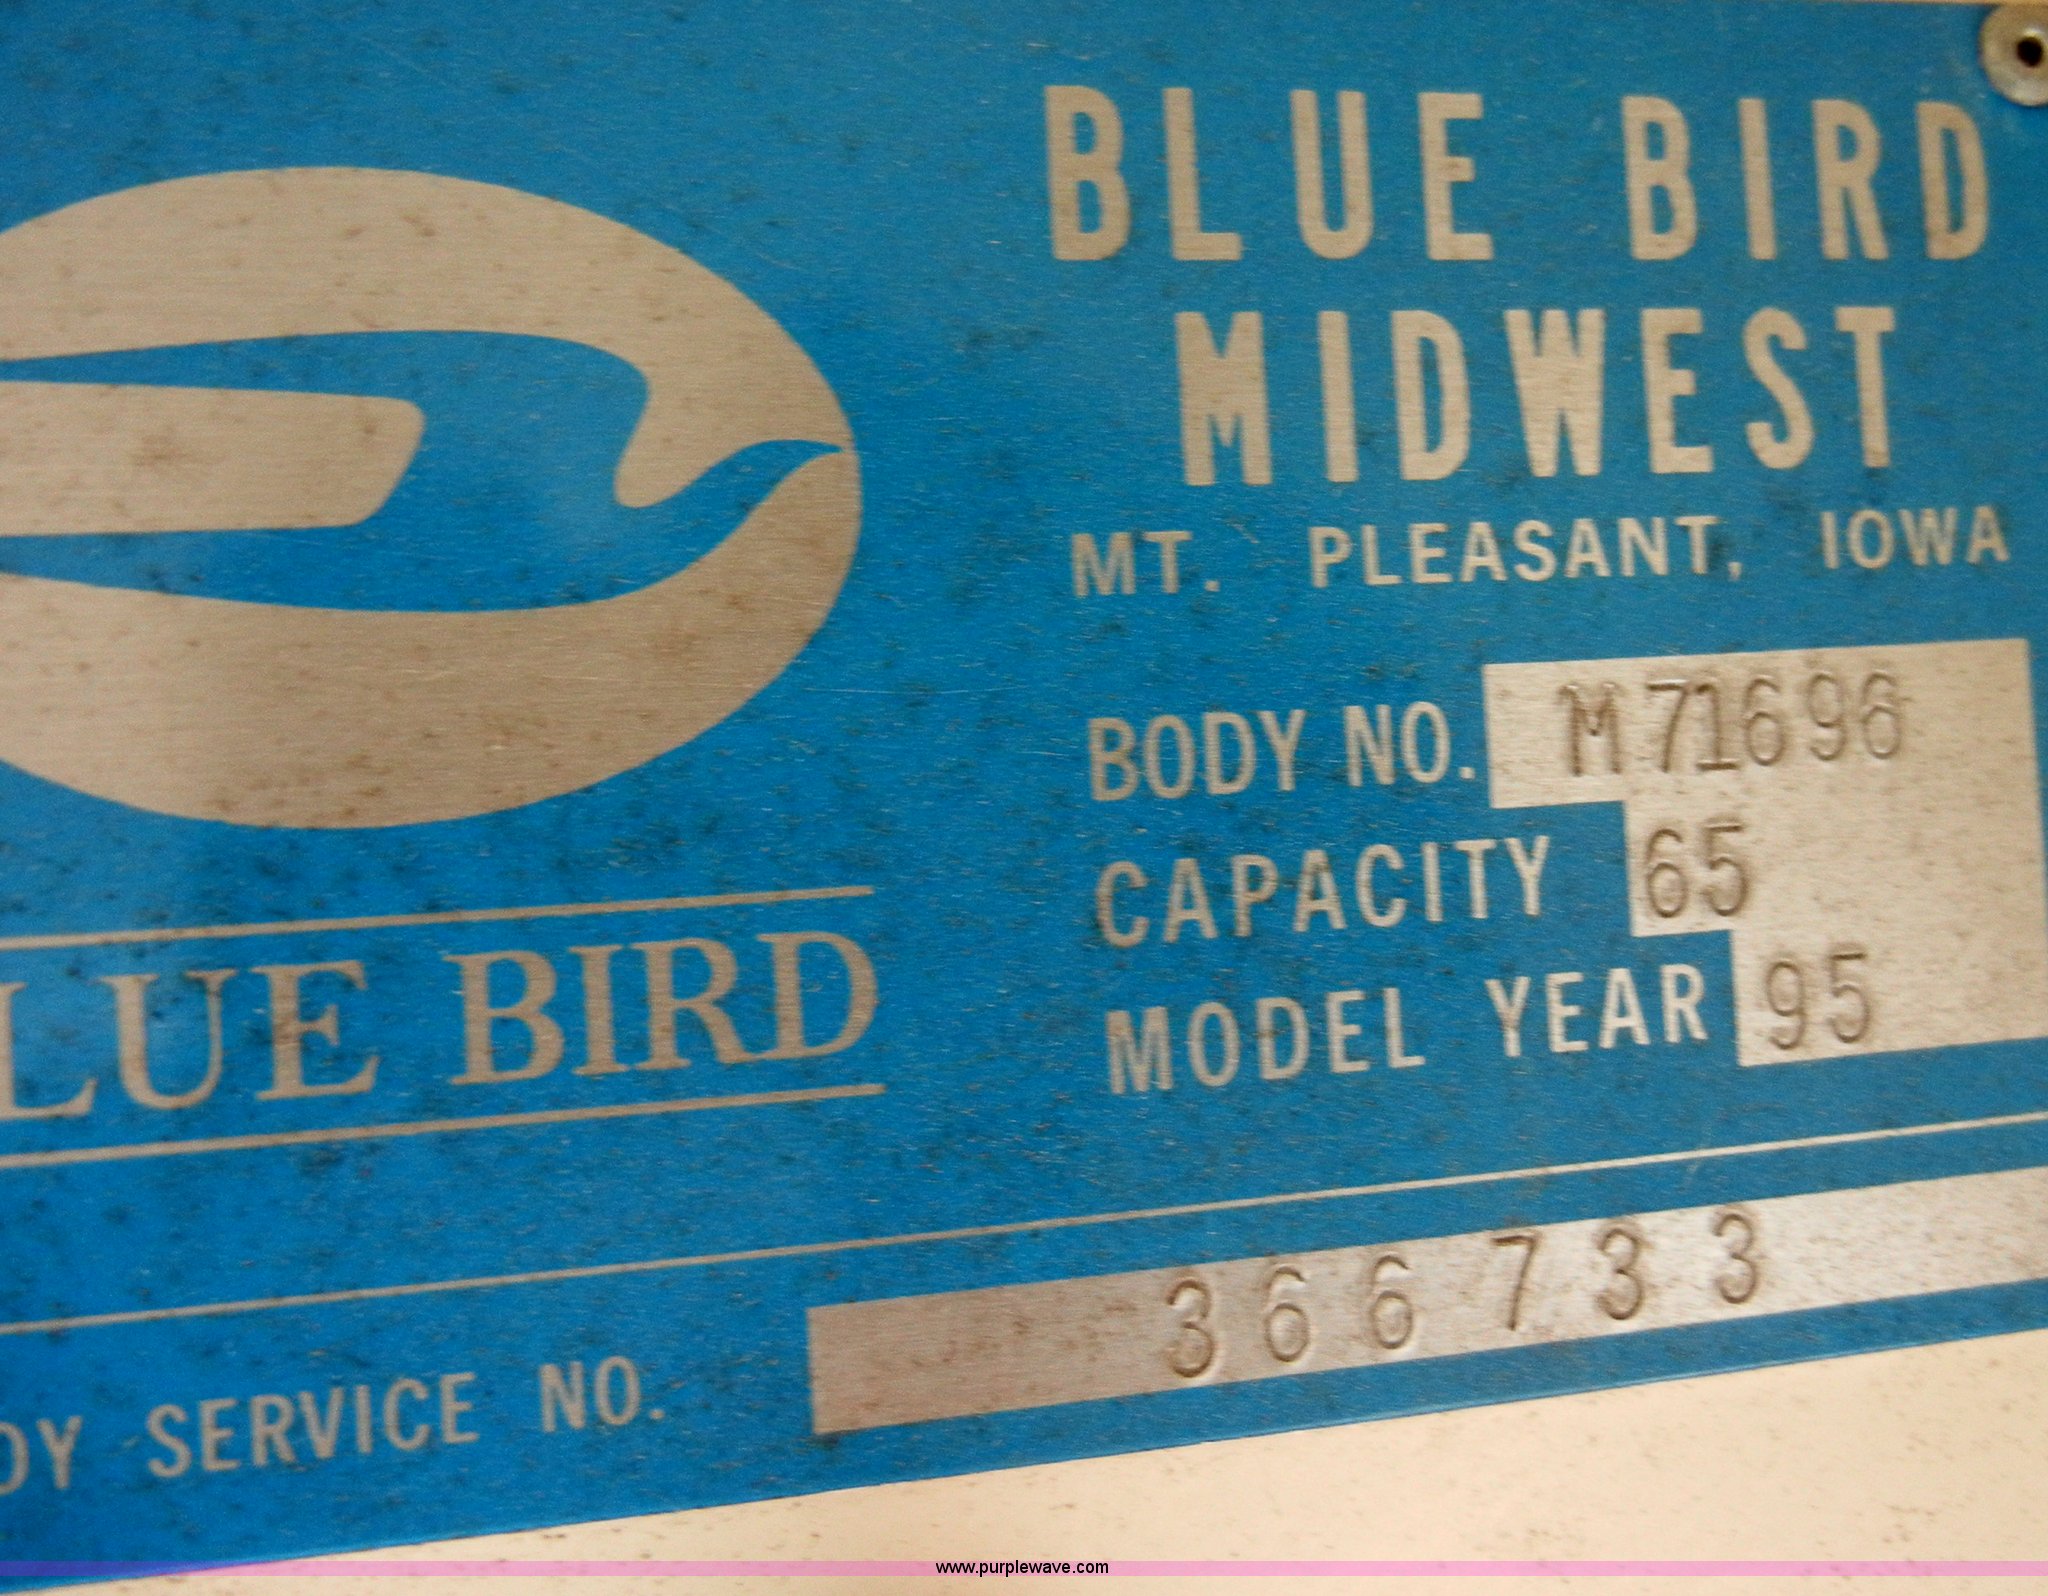 BLUE BIRD
MIDWEST
MT. PLEASANT, IOWA
BODY NO. M71696
CAPACITY 65
MODEL YEAR 95
LUE BIRD
DY SERVICE NO. 366733
www.purplewave.com